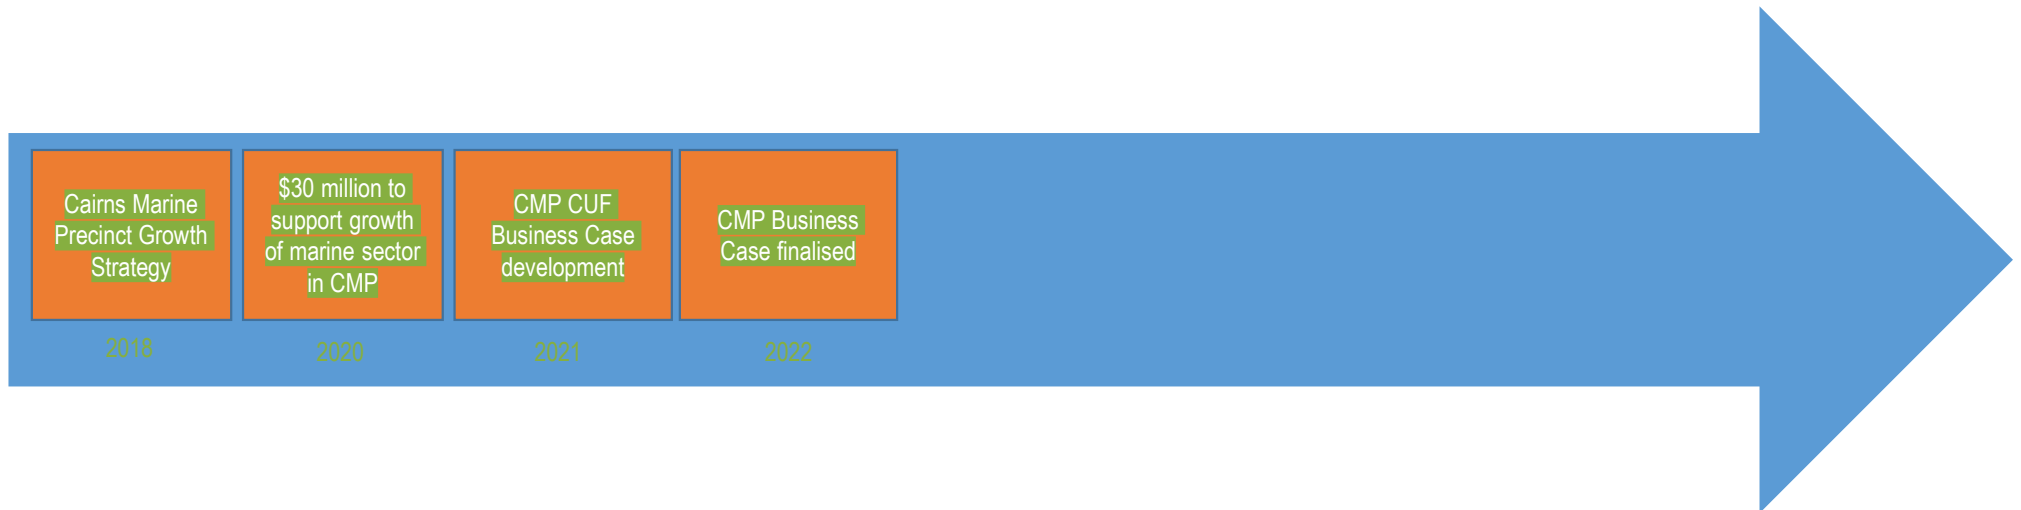 Cairns Marine
Precinct Growth
Strategy
2018
$30 million to
support growth
of marine sector
in CMP
2020
CMP CUF
Business Case
development
2021
CMP Business
Case finalised
2022